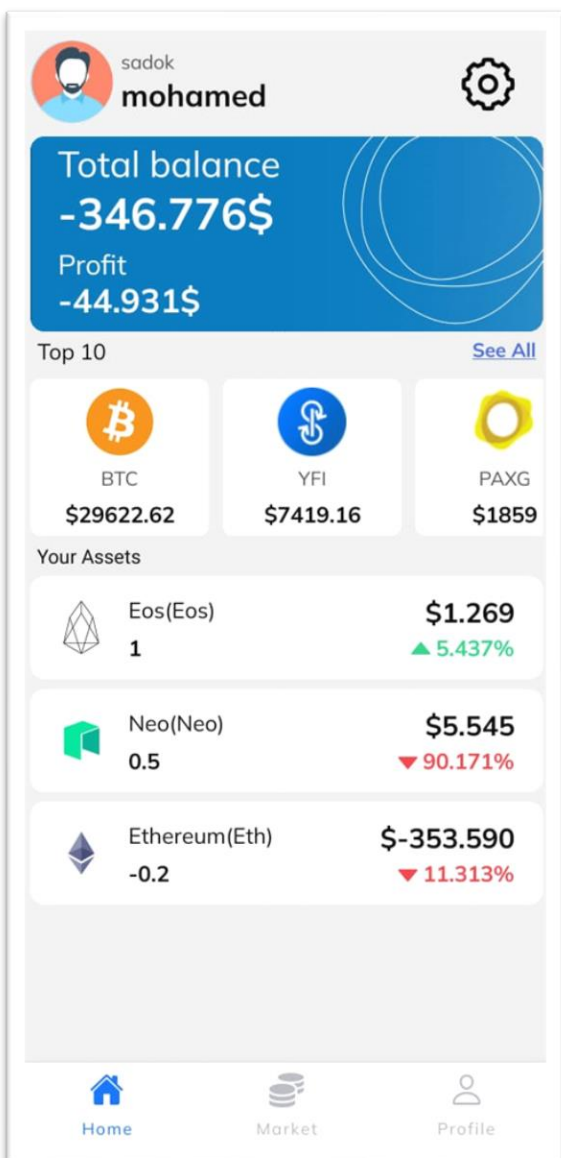 sadok
mohamed
Total balance
-346.776$
Profit
-44.931$
Top 10 See All
BTC YFI PAXG
$29622.62 $7419.16 $1859
Your Assets
Eos(Eos) $1.269
1 5.437%
Neo(Neo) $5.545
0.5 90.171%
Ethereum(Eth) $-353.590
-0.2 11.313%
Home Market Profile